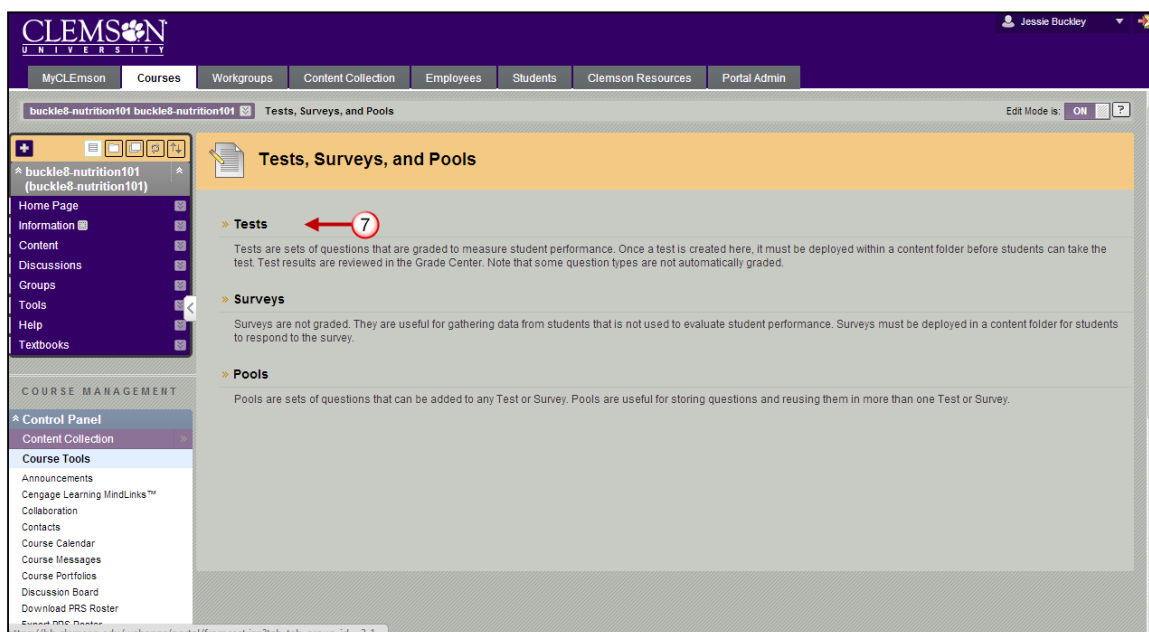 CLEMSON
UNIVERSITY
Jessie Buckley
MyCLEmson Courses Workgroups Content Collection Employees Students Clemson Resources Portal Admin
buckle8-nutrition101 buckle8-nutrition101 Tests, Surveys, and Pools Edit Mode is: ON ?
buckle8-nutrition101
(buckle8-nutrition101)
Home Page
Information
Content
Discussions
Groups
Tools
Help
Textbooks
COURSE MANAGEMENT
Control Panel
Content Collection »
Course Tools
Announcements
Cengage Learning MindLinks™
Collaboration
Contacts
Course Calendar
Course Messages
Course Portfolios
Discussion Board
Download PRS Roster
Tests, Surveys, and Pools
» Tests 7
Tests are sets of questions that are graded to measure student performance. Once a test is created here, it must be deployed within a content folder before students can take the
test. Test results are reviewed in the Grade Center. Note that some question types are not automatically graded.
» Surveys
Surveys are not graded. They are useful for gathering data from students that is not used to evaluate student performance. Surveys must be deployed in a content folder for students
to respond to the survey.
» Pools
Pools are sets of questions that can be added to any Test or Survey. Pools are useful for storing questions and reusing them in more than one Test or Survey.